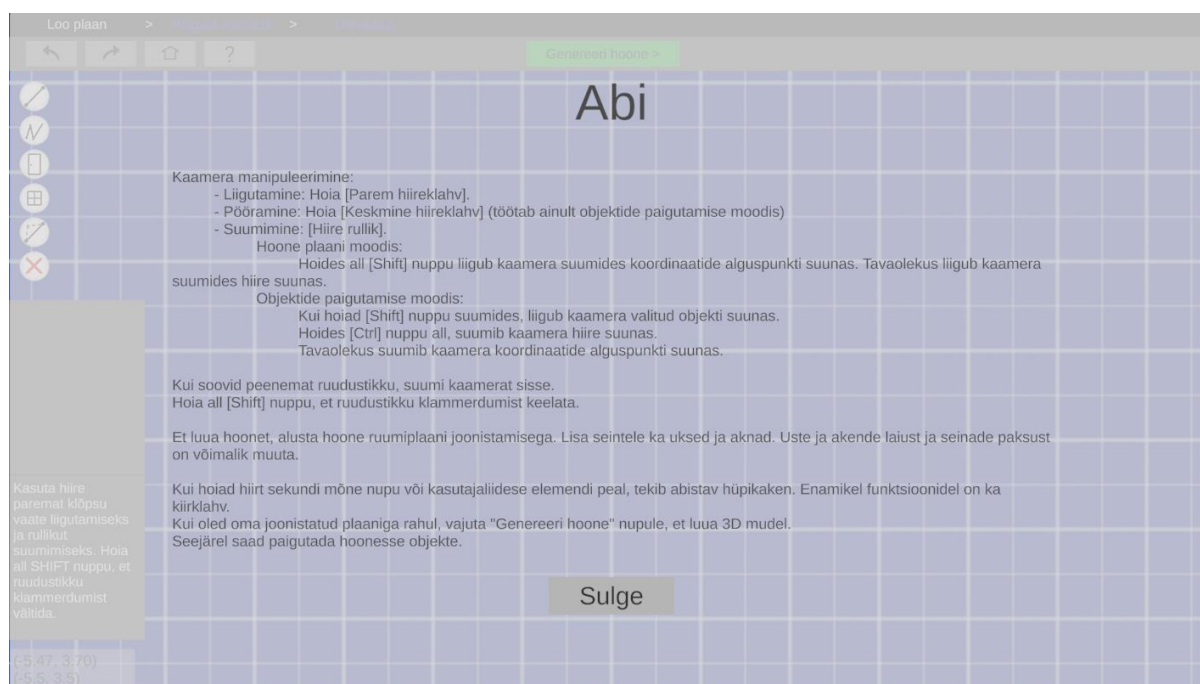 Loo plaan > >
?
Genereeri hoone >
Abi
Kaamera manipuleerimine:
- Liigutamine: Hoia [Parem hiireklahv].
- Pööramine: Hoia [Keskmine hiireklahv] (töötab ainult objektide paigutamise moodis)
- Suumimine: [Hiire rullik].
Hoone plaani moodis:
Hoides all [Shift] nuppu liigub kaamera suumides koordinaatide alguspunkti suunas. Tavaolekus liigub kaamera
suumides hiire suunas.
Objektide paigutamise moodis:
Kui hoiad [Shift] nuppu suumides, liigub kaamera valitud objekti suunas.
Hoides [Ctrl] nuppu all, suumib kaamera hiire suunas.
Tavaolekus suumib kaamera koordinaatide alguspunkti suunas.
Kui soovid peenemat ruudustikku, suumi kaamerat sisse.
Hoia all [Shift] nuppu, et ruudustikku klammerdumist keelata.
Et luua hoonet, alusta hoone ruumiplaani joonistamisega. Lisa seintele ka uksed ja aknad. Uste ja akende laiust ja seinade paksust
on võimalik muuta.
Kui hoiad hiirt sekundi mõne nupu või kasutajaliidese elemendi peal, tekib abistav hüpikaken. Enamikel funktsioonidel on ka
kiirklahv.
Kui oled oma joonistatud plaaniga rahul, vajuta "Genereeri hoone" nupule, et luua 3D mudel.
Seejärel saad paigutada hoonesse objekte.
Sulge
Kasuta hiire
paremat klõpsu
vaate liigutamiseks
ja rullikut
suumimiseks. Hoia
all SHIFT nuppu, et
ruudustikku
klammerdumist
vältida.
(-5.47, 3.70)
(-5.5, 3.5)